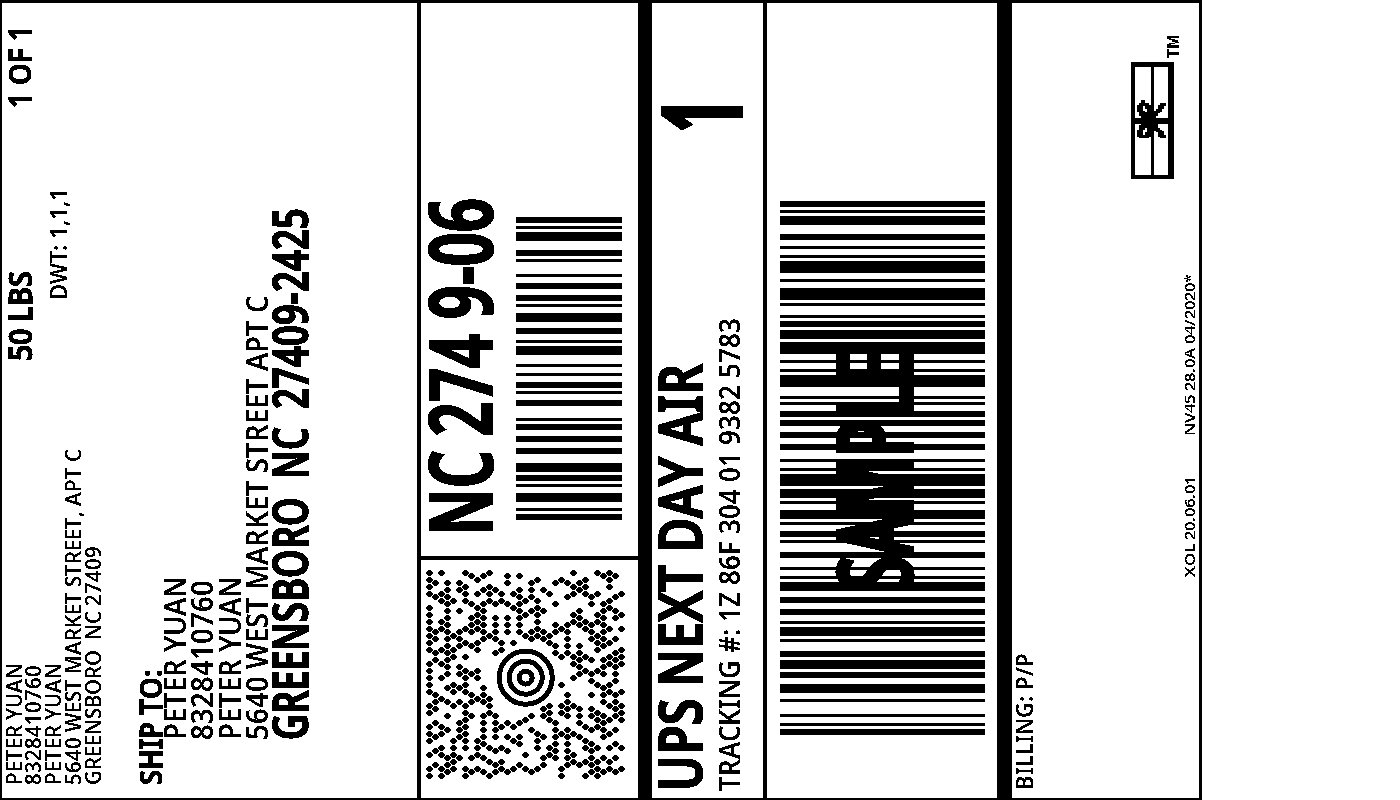 PETER YUAN
8328410760
PETER YUAN
5640 WEST MARKET STREET, APT C
GREENSBORO NC 27409
50 LBS
1 OF 1
DWT: 1,1,1
SHIP TO:
PETER YUAN
8328410760
PETER YUAN
5640 WEST MARKET STREET APT C
GREENSBORO NC 27409-2425
NC 274 9-06
UPS NEXT DAY AIR
1
TRACKING #: 1Z 86F 304 01 9382 5783
SAMPLE
BILLING: P/P
XOL 20.06.01
NV45 28.0A 04/2020*
TM